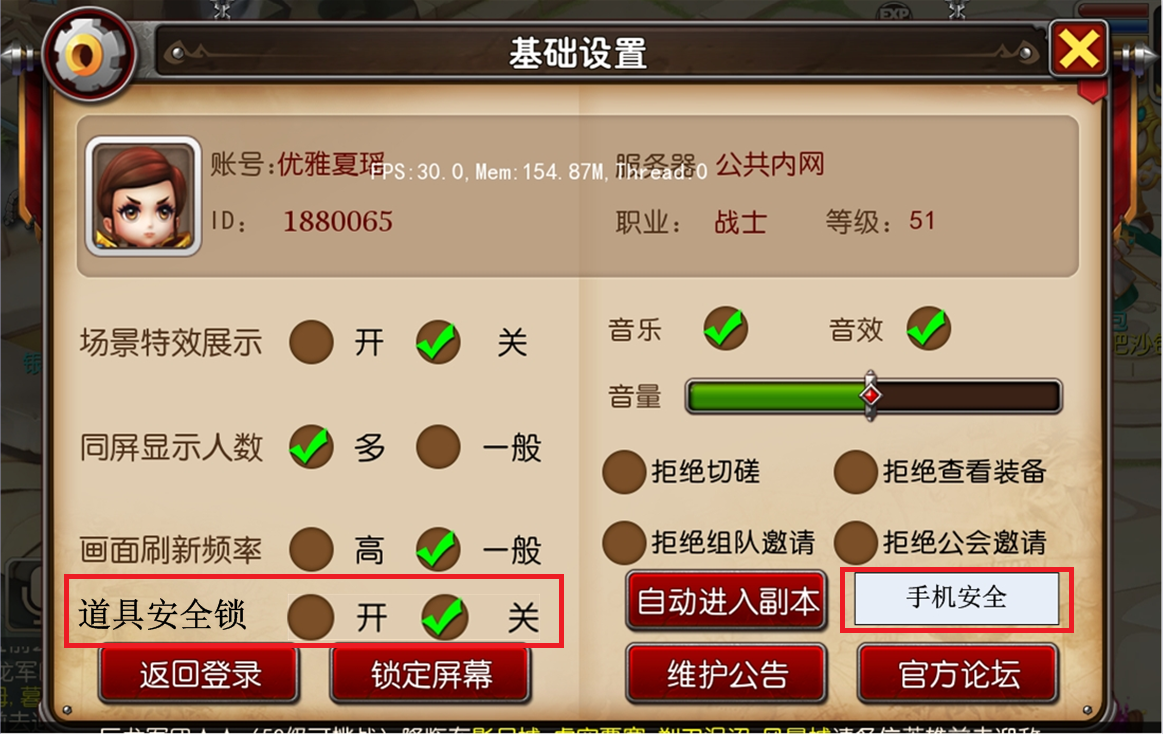 EXP
基础设置
账号:优雅夏瑶
FPS:30.0,Mem:154.87M,Thread:0
服务器 公共内网
ID: 1880065
职业: 战士 等级: 51
场景特效展示 开 关
音乐 音效
音量
同屏显示人数 多 一般
拒绝切磋 拒绝查看装备
画面刷新频率 高 一般
拒绝组队邀请 拒绝公会邀请
道具安全锁 开 关
自动进入副本 手机安全
返回登录 锁定屏幕 维护公告 官方论坛